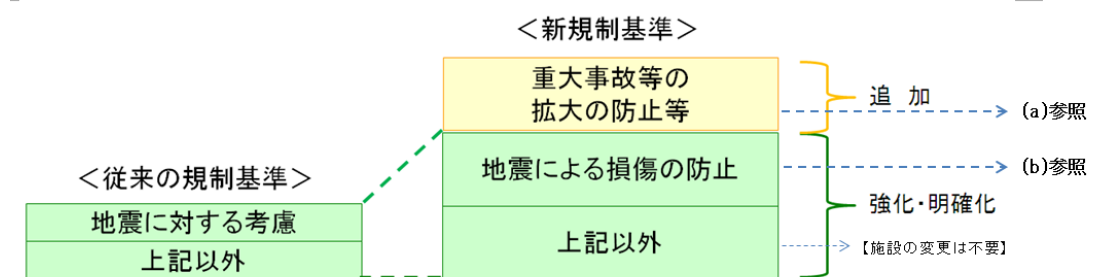 ＜新規制基準＞
重大事故等の
拡大の防止等
追　加
(a)参照
＜従来の規制基準＞
地震による損傷の防止
(b)参照
地震に対する考慮
強化・明確化
上記以外
上記以外
【施設の変更は不要】